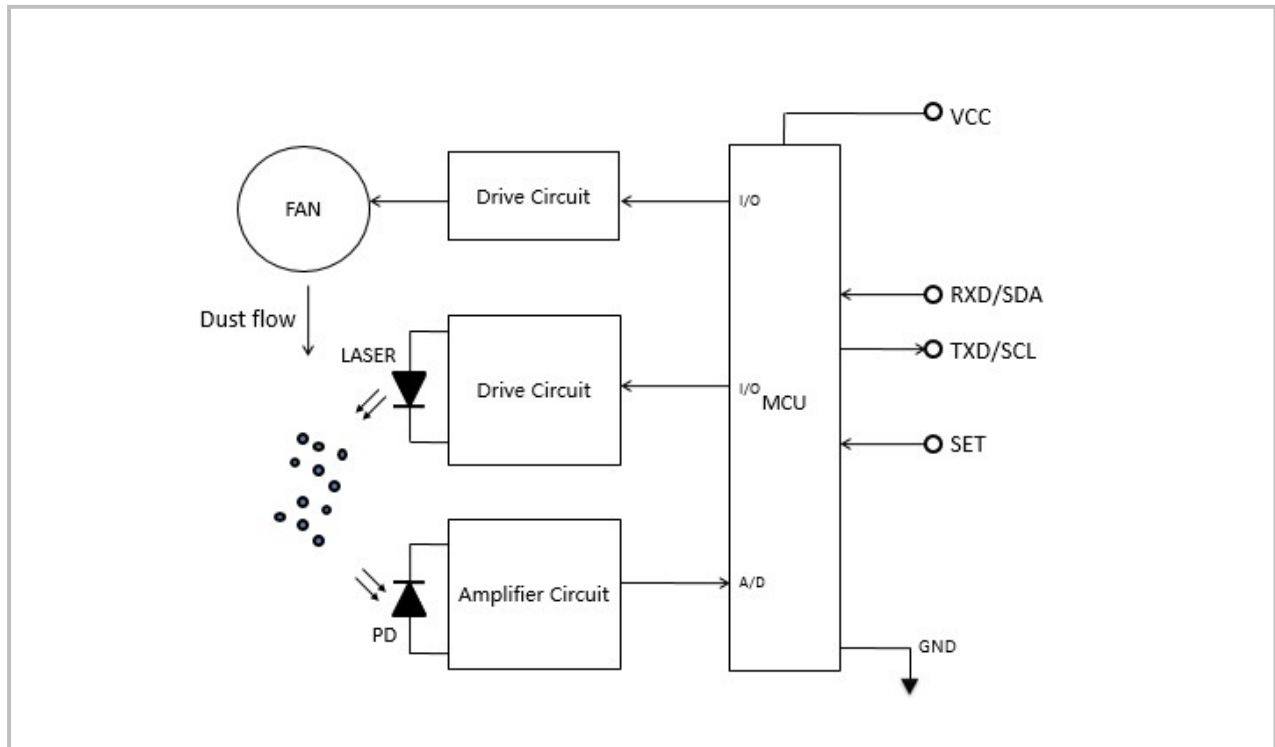 VCC
FAN
Drive Circuit
I/O
RXD/SDA
Dust flow
TXD/SCL
LASER
Drive Circuit
I/O
MCU
SET
A/D
Amplifier Circuit
PD
GND